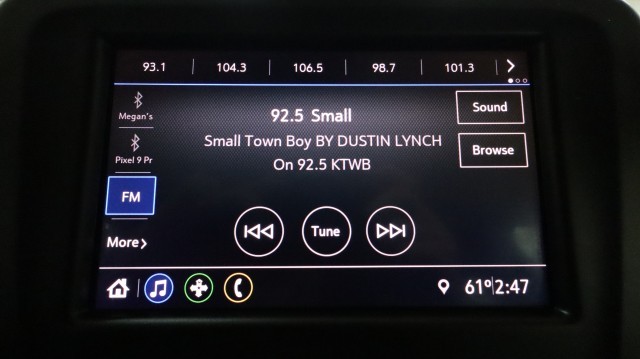 93.1 104.3 106.5 98.7 101.3
Megan's
Pixel 9 Pr
FM
More
92.5 Small
Small Town Boy BY DUSTIN LYNCH
On 92.5 KTWB
Sound
Browse
Tune
61° 2:47